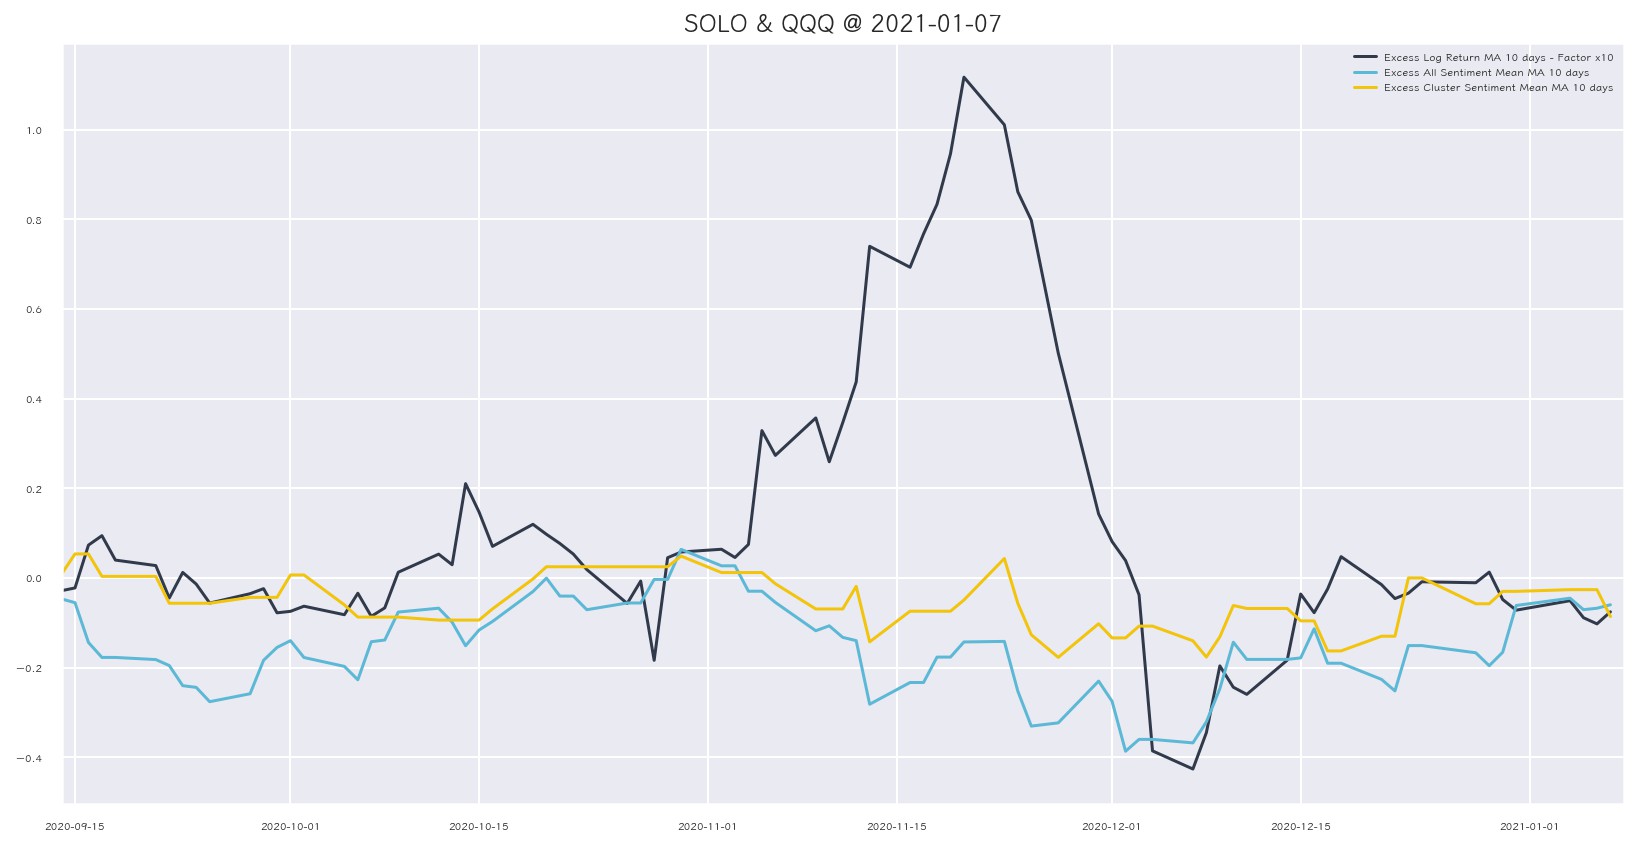 SOLO & QQQ @ 2021-01-07
Excess Log Return MA 10 days - Factor x10
Excess All Sentiment Mean MA 10 days
Excess Cluster Sentiment Mean MA 10 days
1.0
0.8
0.6
0.4
0.2
0.0
−0.2
−0.4
2020-09-15 2020-10-01 2020-10-15 2020-11-01 2020-11-15 2020-12-01 2020-12-15 2021-01-01